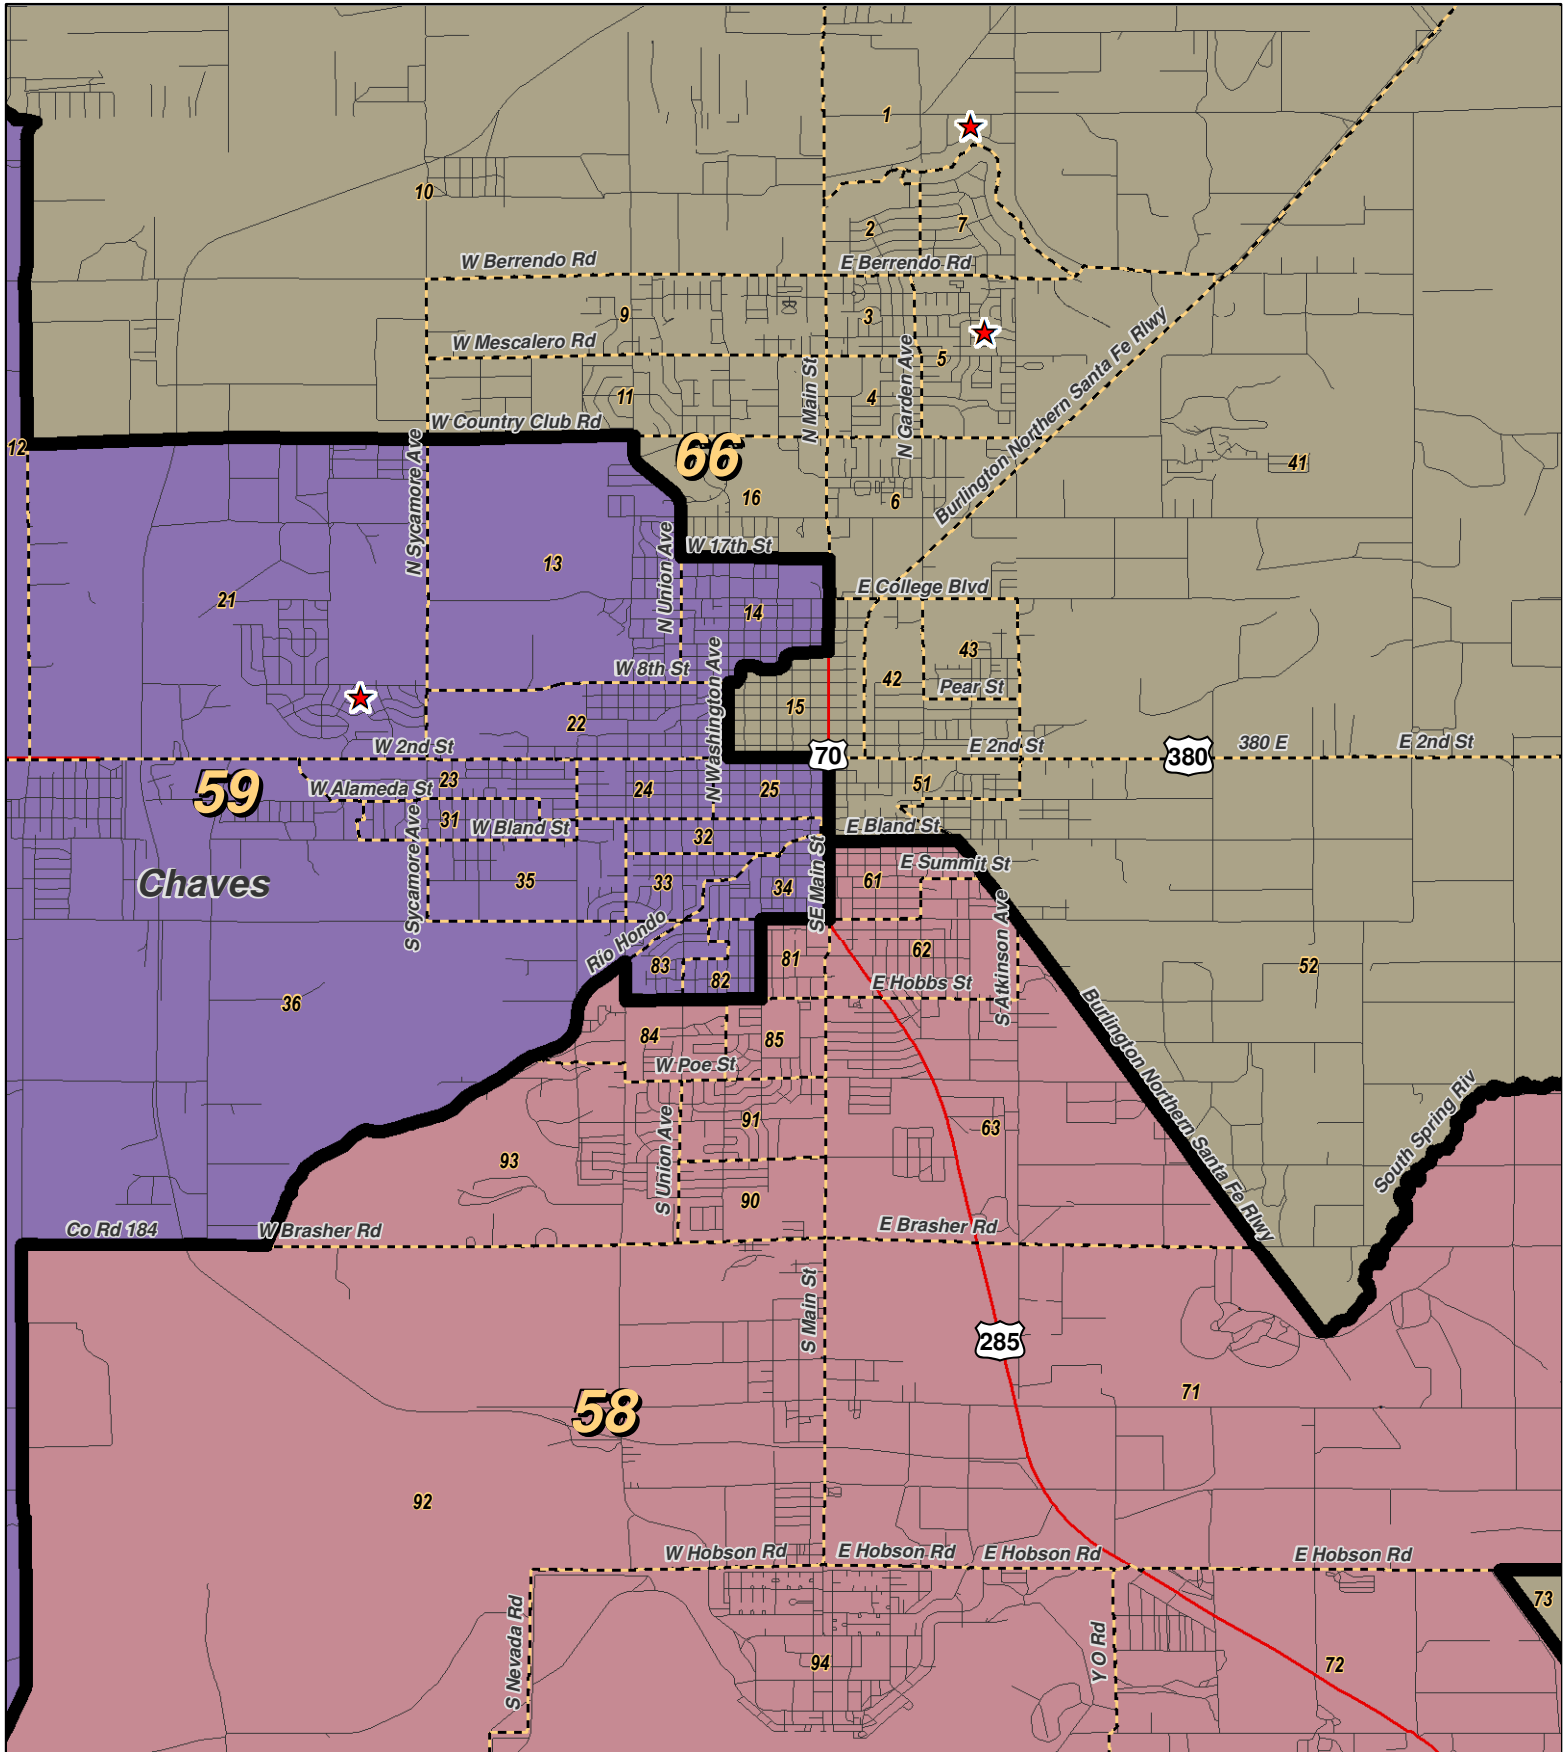 1
10
2
7
W Berrendo Rd
E Berrendo Rd
9
3
W Mescalero Rd
5
N Main St
N Garden Ave
Burlington Northern Santa Fe Rlwy
11
4
W Country Club Rd
12
66
41
N Sycamore Ave
16
6
W 17th St
N Union Ave
13
E College Blvd
21
14
43
W 8th St
N Washington Ave
42
Pear St
15
22
W 2nd St
70
E 2nd St
380
380 E
E 2nd St
59
23
W Alameda St
24
25
51
31
W Bland St
E Bland St
32
S Sycamore Ave
SE Main St
E Summit St
Chaves
35
33
34
61
S Atkinson Ave
Río Hondo
83
82
81
62
52
E Hobbs St
36
Burlington Northern Santa Fe Rlwy
84
85
W Poe St
91
63
South Spring Riv
93
S Union Ave
90
Co Rd 184
W Brasher Rd
E Brasher Rd
S Main St
285
58
71
92
W Hobson Rd
E Hobson Rd
E Hobson Rd
E Hobson Rd
73
S Nevada Rd
94
Y O Rd
72